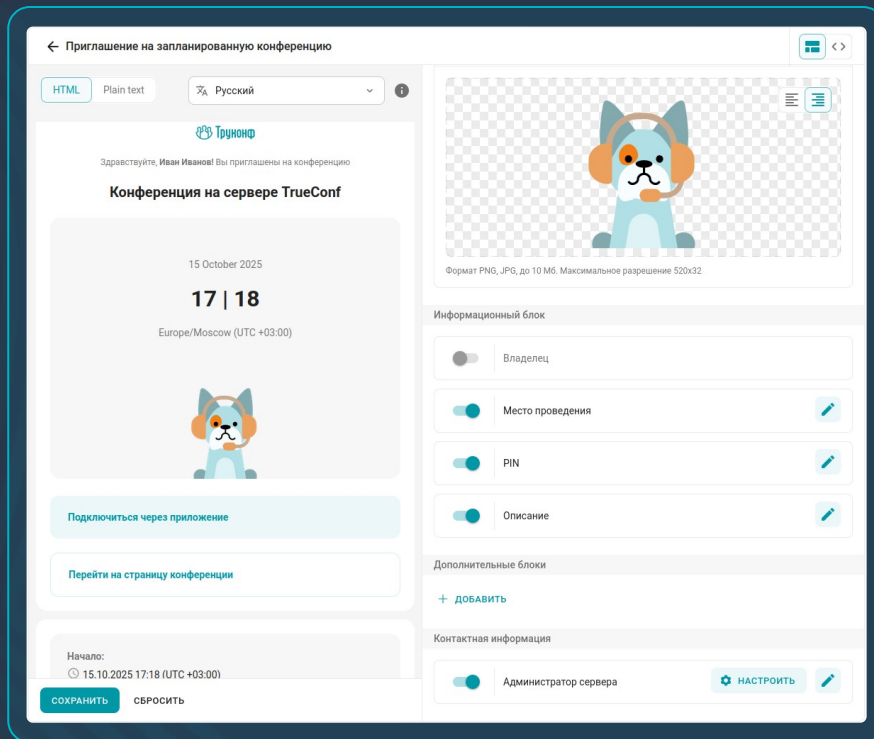 Приглашение на запланированную конференцию
HTML
Plain text
Русский
Труконф
Здравствуйте, Иван Иванов! Вы приглашены на конференцию
Конференция на сервере TrueConf
15 October 2025
17 | 18
Europe/Moscow (UTC +03:00)
Подключиться через приложение
Перейти на страницу конференции
Начало:
15.10.2025 17:18 (UTC +03:00)
СОХРАНИТЬ
СБРОСИТЬ
Формат PNG, JPG, до 10 Мб. Максимальное разрешение 520x32
Информационный блок
Владелец
Место проведения
PIN
Описание
Дополнительные блоки
+ ДОБАВИТЬ
Контактная информация
Администратор сервера
НАСТРОИТЬ